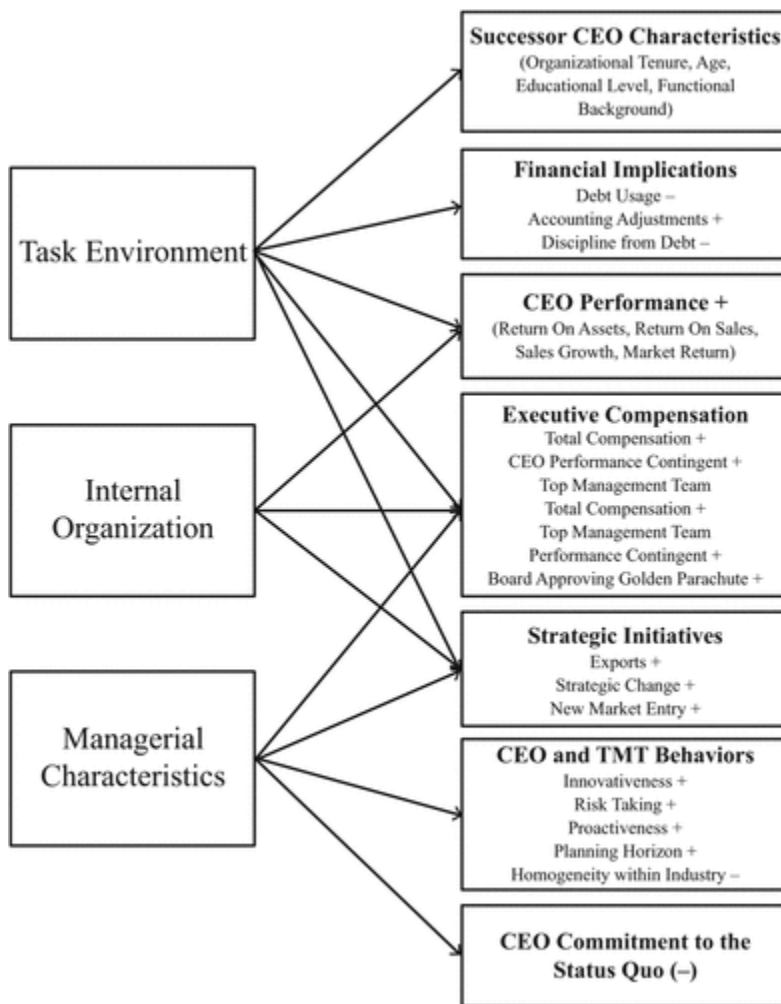 Task Environment
Internal
Organization
Managerial
Characteristics
Successor CEO Characteristics
(Organizational Tenure, Age,
Educational Level, Functional
Background)
Financial Implications
Debt Usage –
Accounting Adjustments +
Discipline from Debt –
CEO Performance +
(Return On Assets, Return On Sales,
Sales Growth, Market Return)
Executive Compensation
Total Compensation +
CEO Performance Contingent +
Top Management Team
Total Compensation +
Top Management Team
Performance Contingent +
Board Approving Golden Parachute +
Strategic Initiatives
Exports +
Strategic Change +
New Market Entry +
CEO and TMT Behaviors
Innovativeness +
Risk Taking +
Proactiveness +
Planning Horizon +
Homogeneity within Industry –
CEO Commitment to the
Status Quo (–)